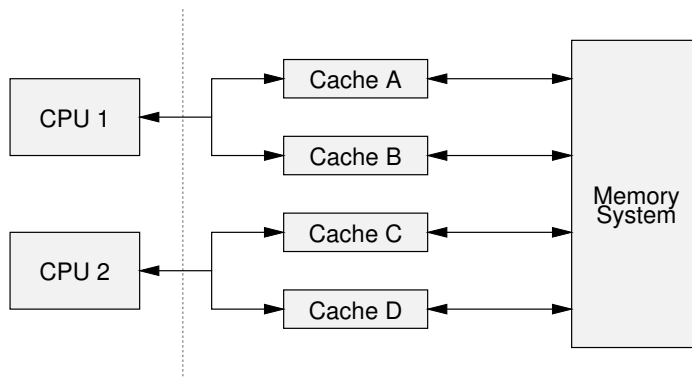 CPU 1
Cache A
Cache B
CPU 2
Cache C
Cache D
Memory
System